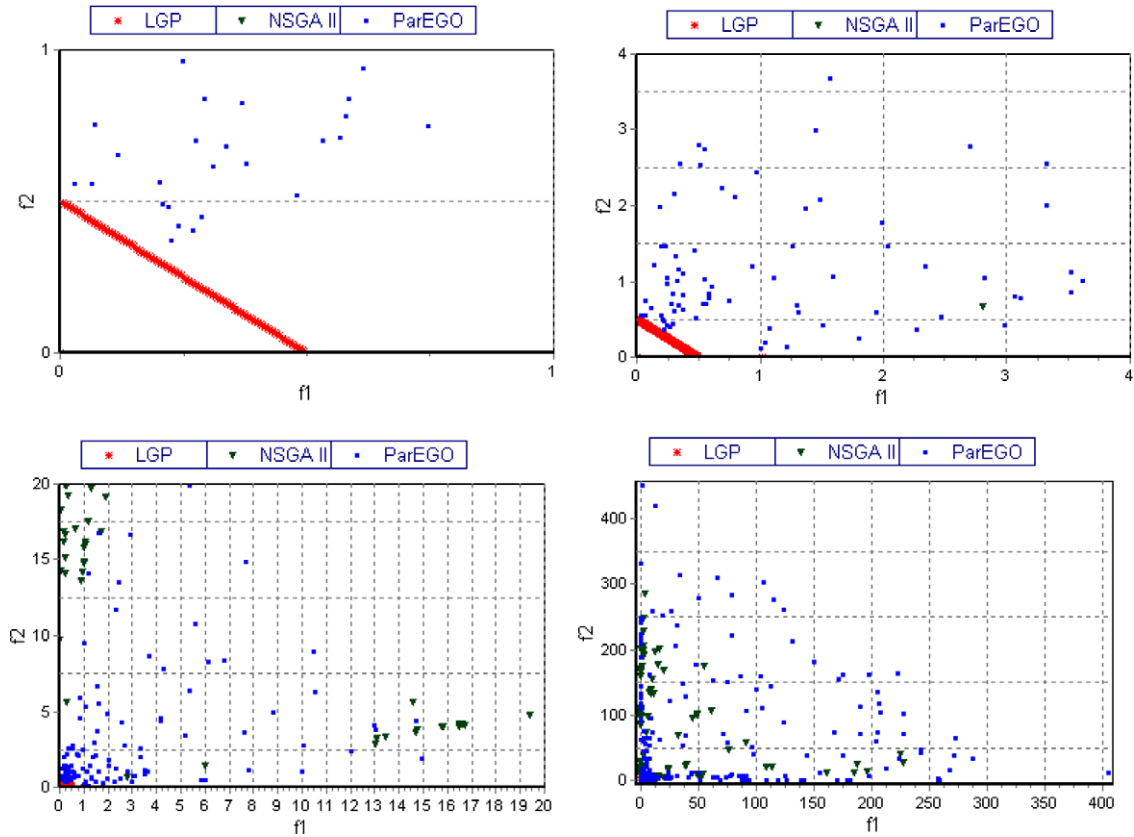 LGP NSGA II ParEGO
1
f2
0
0 1
f1
LGP NSGA II ParEGO
4
3
f2
2
1
0
0 1 2 3 4
f1
LGP NSGA II ParEGO
20
15
f2
10
5
0
0 1 2 3 4 5 6 7 8 9 10 11 12 13 14 15 16 17 18 19 20
f1
LGP NSGA II ParEGO
400
300
f2
200
100
0
0 50 100 150 200 250 300 350 400
f1